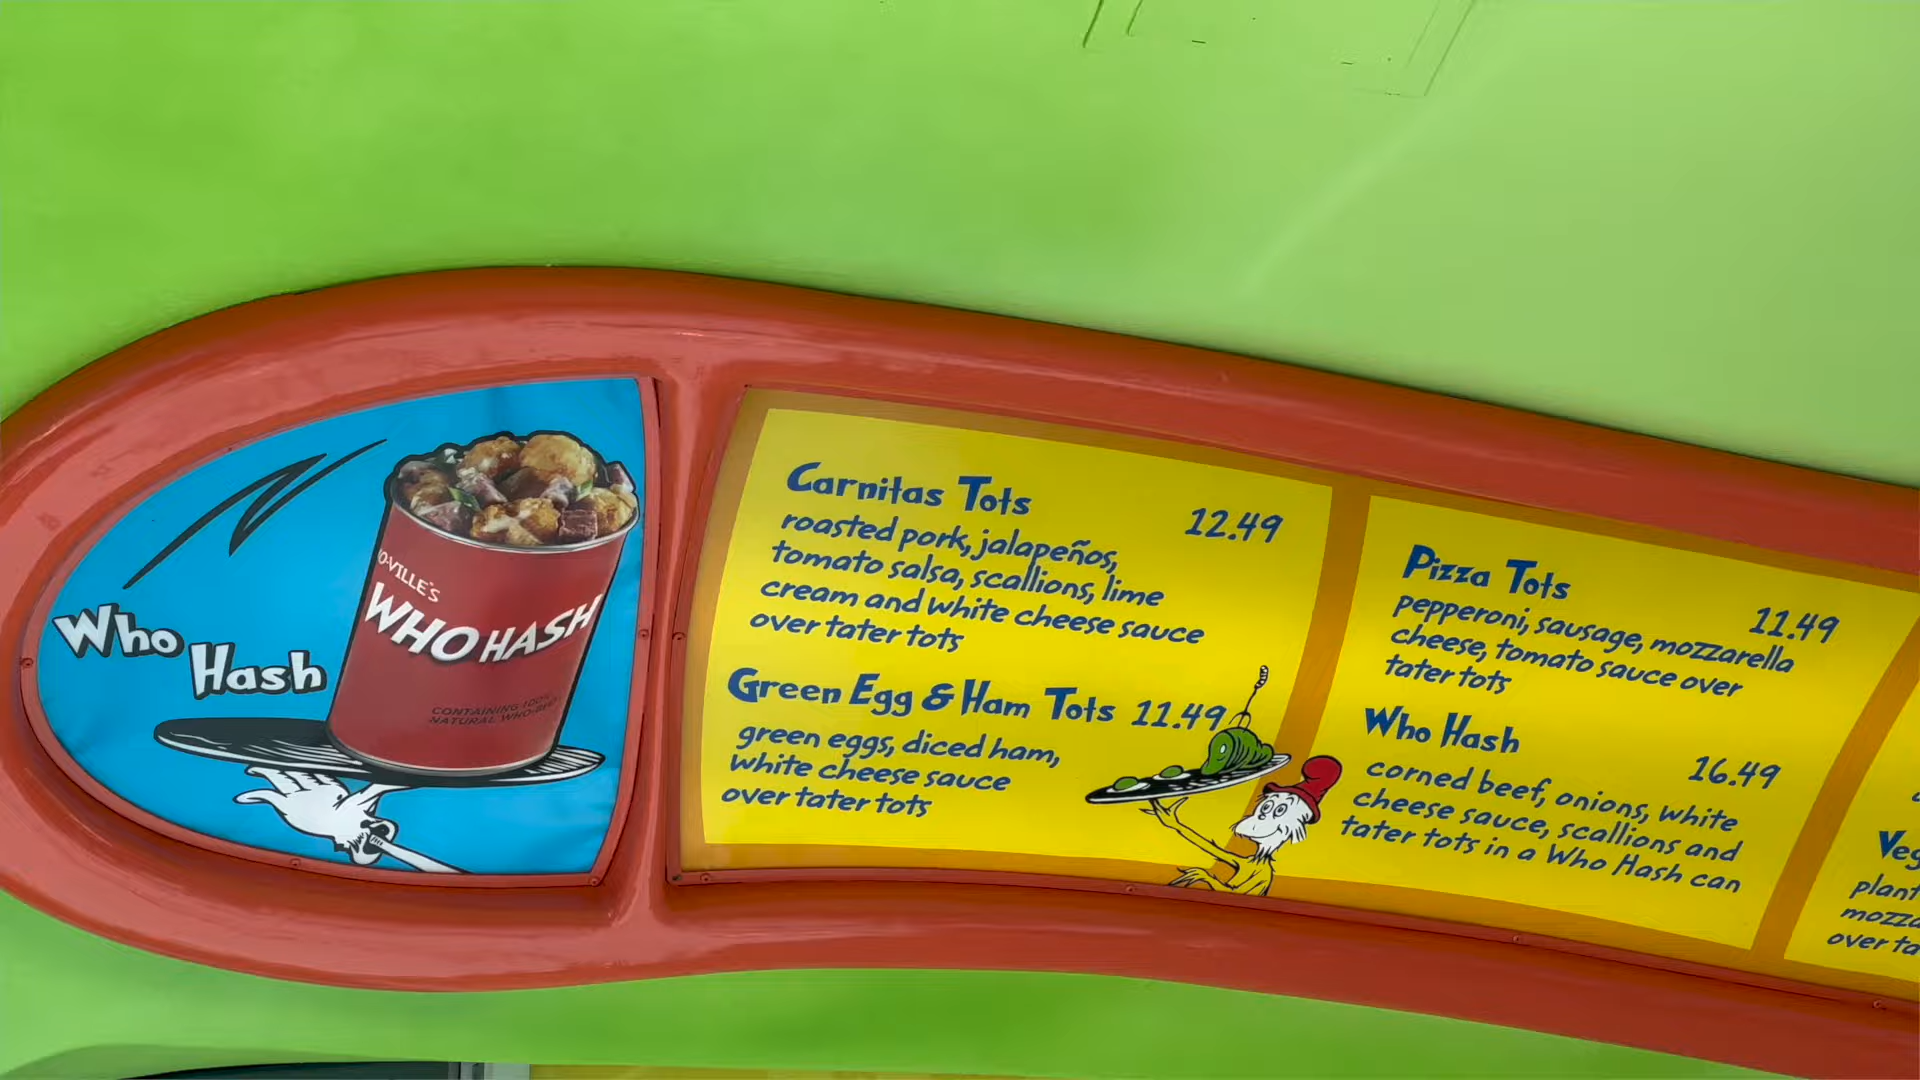 O-VILLE'S
WHO HASH
CONTAINING 100%
NATURAL WHO-
Who
Hash
Carnitas Tots 12.49
roasted pork, jalapeños,
tomato salsa, scallions, lime
cream and white cheese sauce
over tater tots
Green Egg & Ham Tots 11.49
green eggs, diced ham,
white cheese sauce
over tater tots
Pizza Tots 11.49
pepperoni, sausage, mozzarella
cheese, tomato sauce over
tater tots
Who Hash 16.49
corned beef, onions, white
cheese sauce, scallions and
tater tots in a Who Hash can
Veg
plant
mozza
over ta